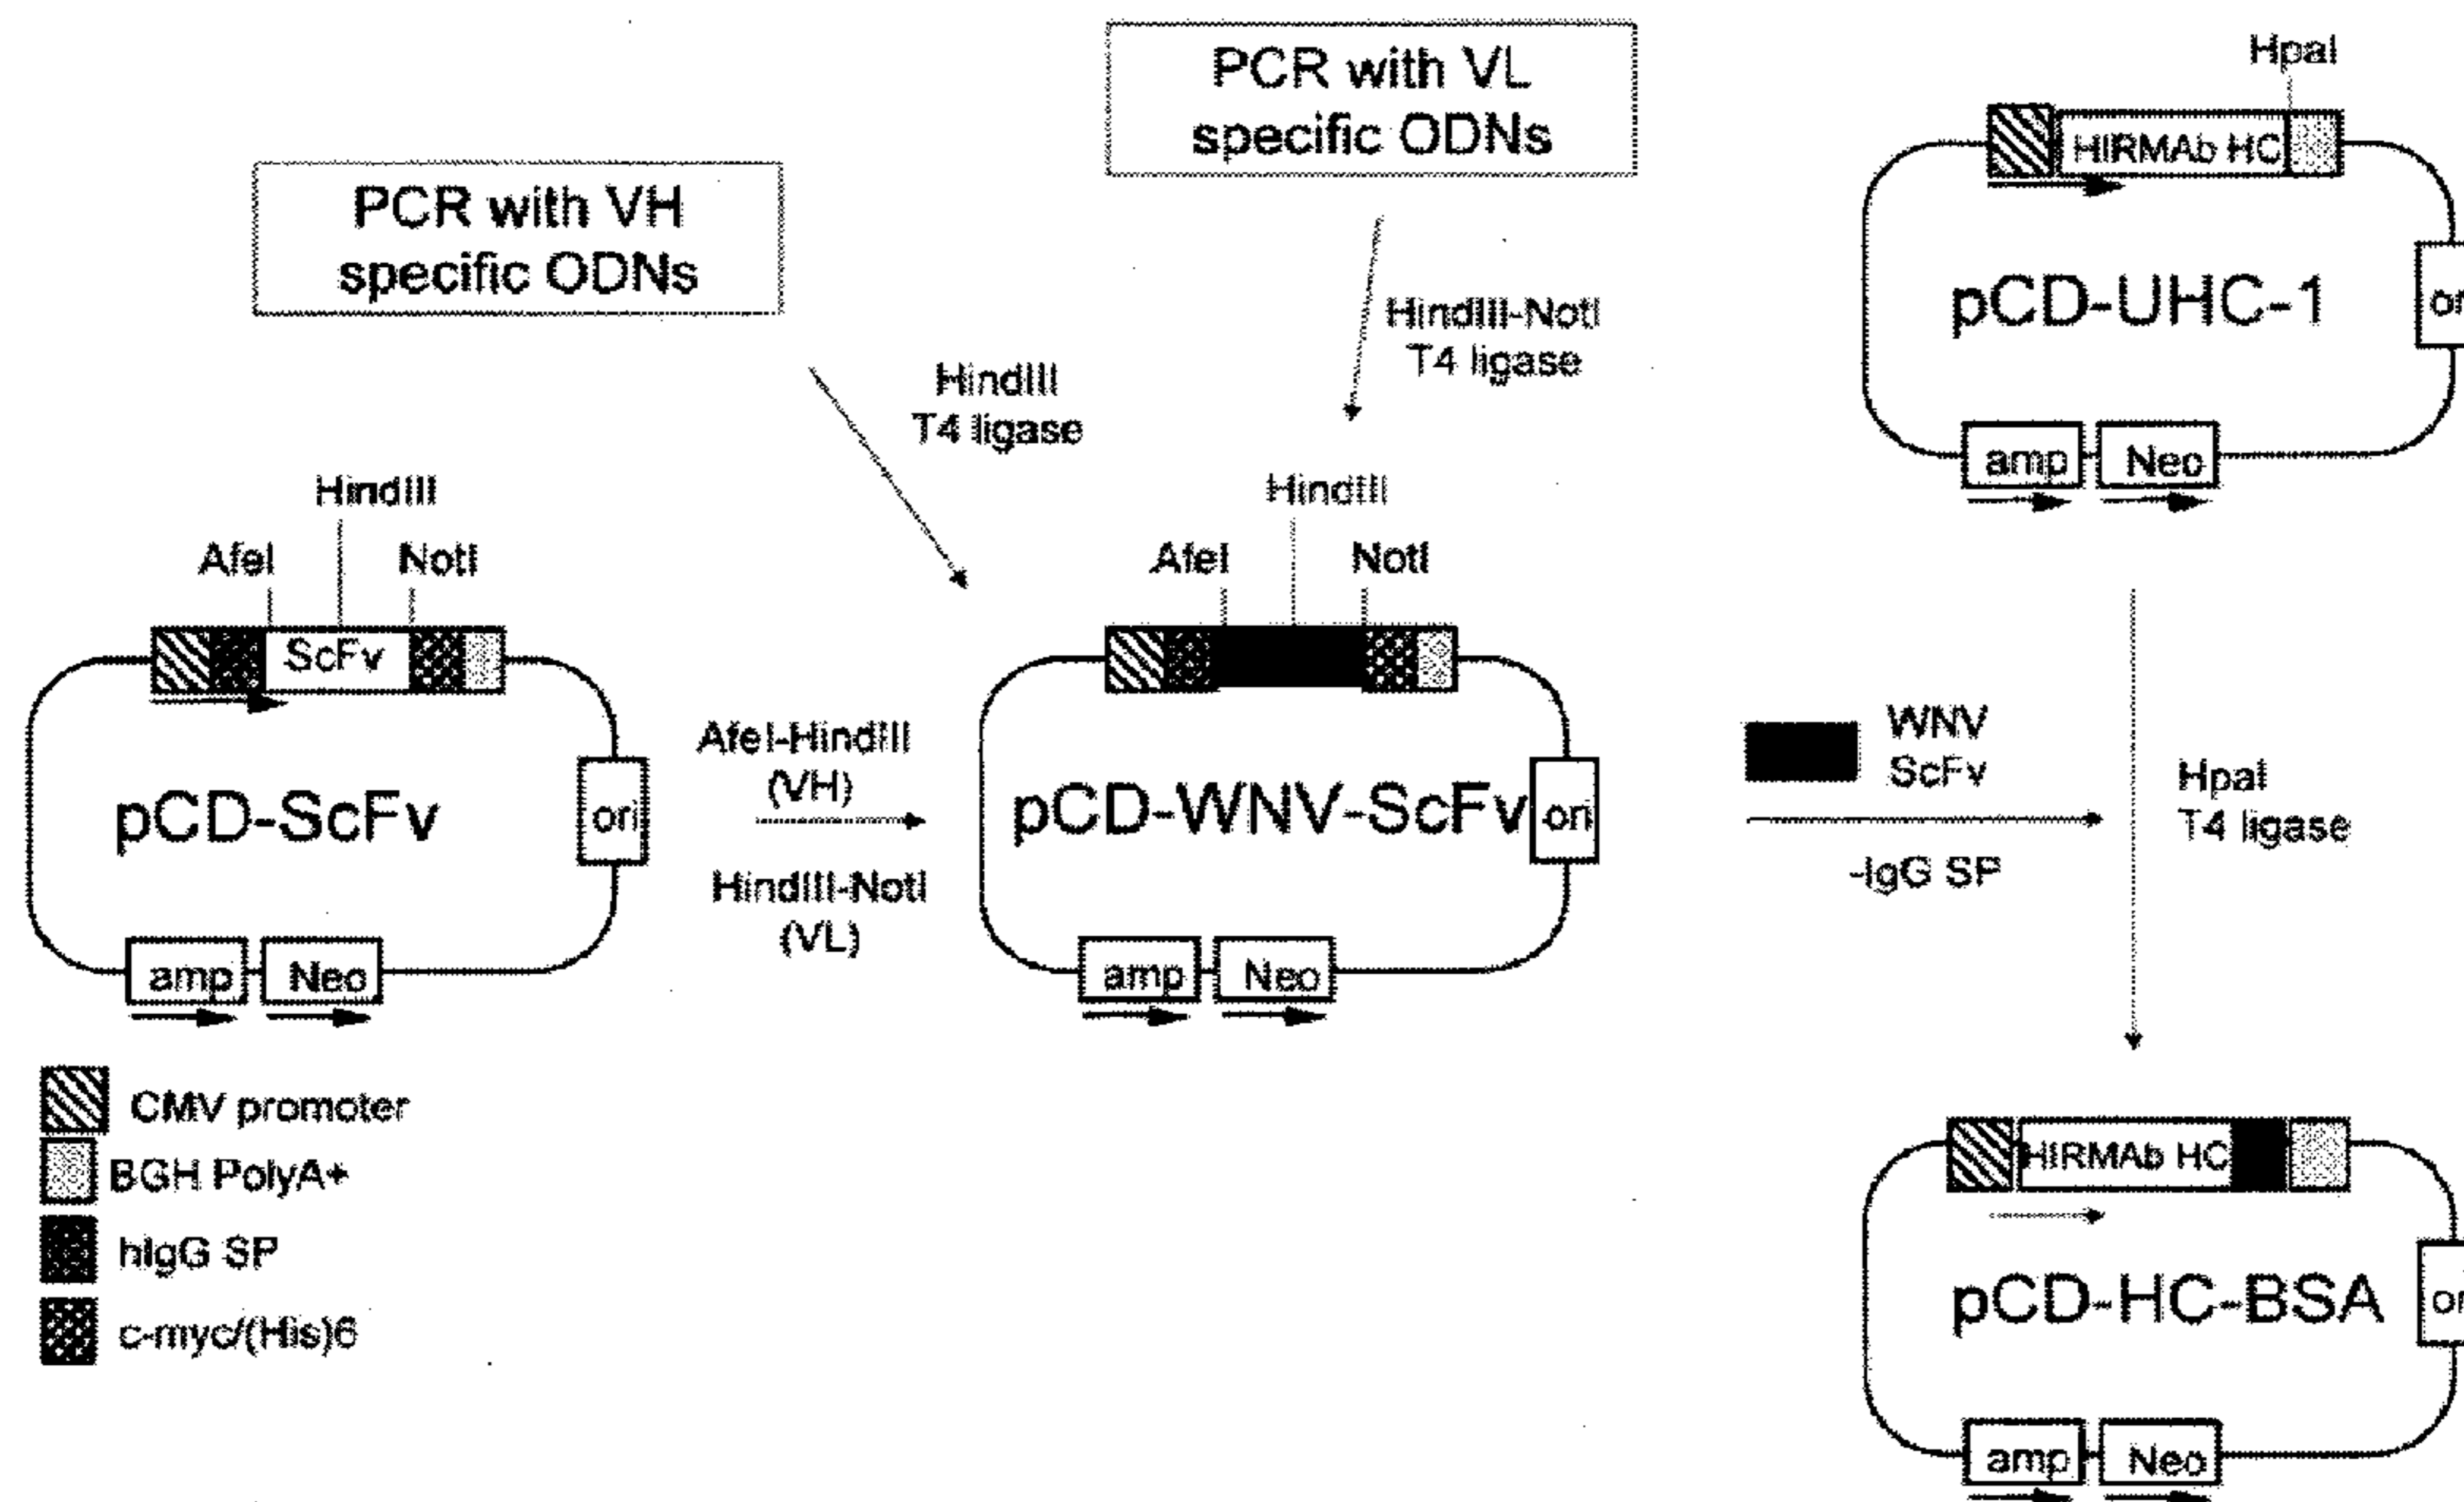 PCR with VH
specific ODNs
PCR with VL
specific ODNs
HindIII
T4 ligase
HindIII-NotI
T4 ligase
HpaI
HIRMAb HC
pCD-UHC-1
amp
Neo
HindIII
AfeI
NotI
ScFv
pCD-ScFv
ori
amp
Neo
AfeI-HindIII
(VH)
HindIII-NotI
(VL)
HindIII
AfeI
NotI
pCD-WNV-ScFv
ori
amp
Neo
WNV
ScFv
-IgG SP
HpaI
T4 ligase
CMV promoter
BGH PolyA+
hIgG SP
c-myc/(His)6
HIRMAb HC
pCD-HC-BSA
amp
Neo